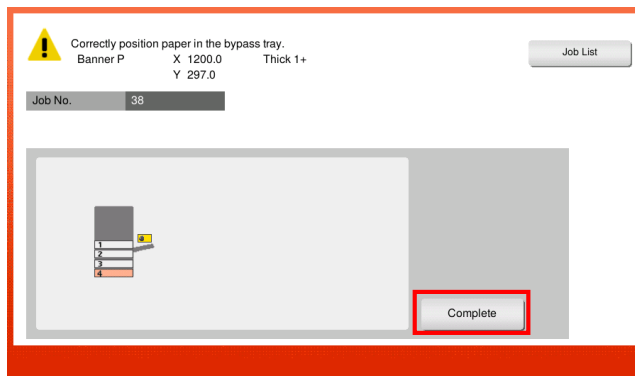 Correctly position paper in the bypass tray.
Banner P X 1200.0 Thick 1+
Y 297.0
Job List
Job No. 38
1
2
3
4
Complete